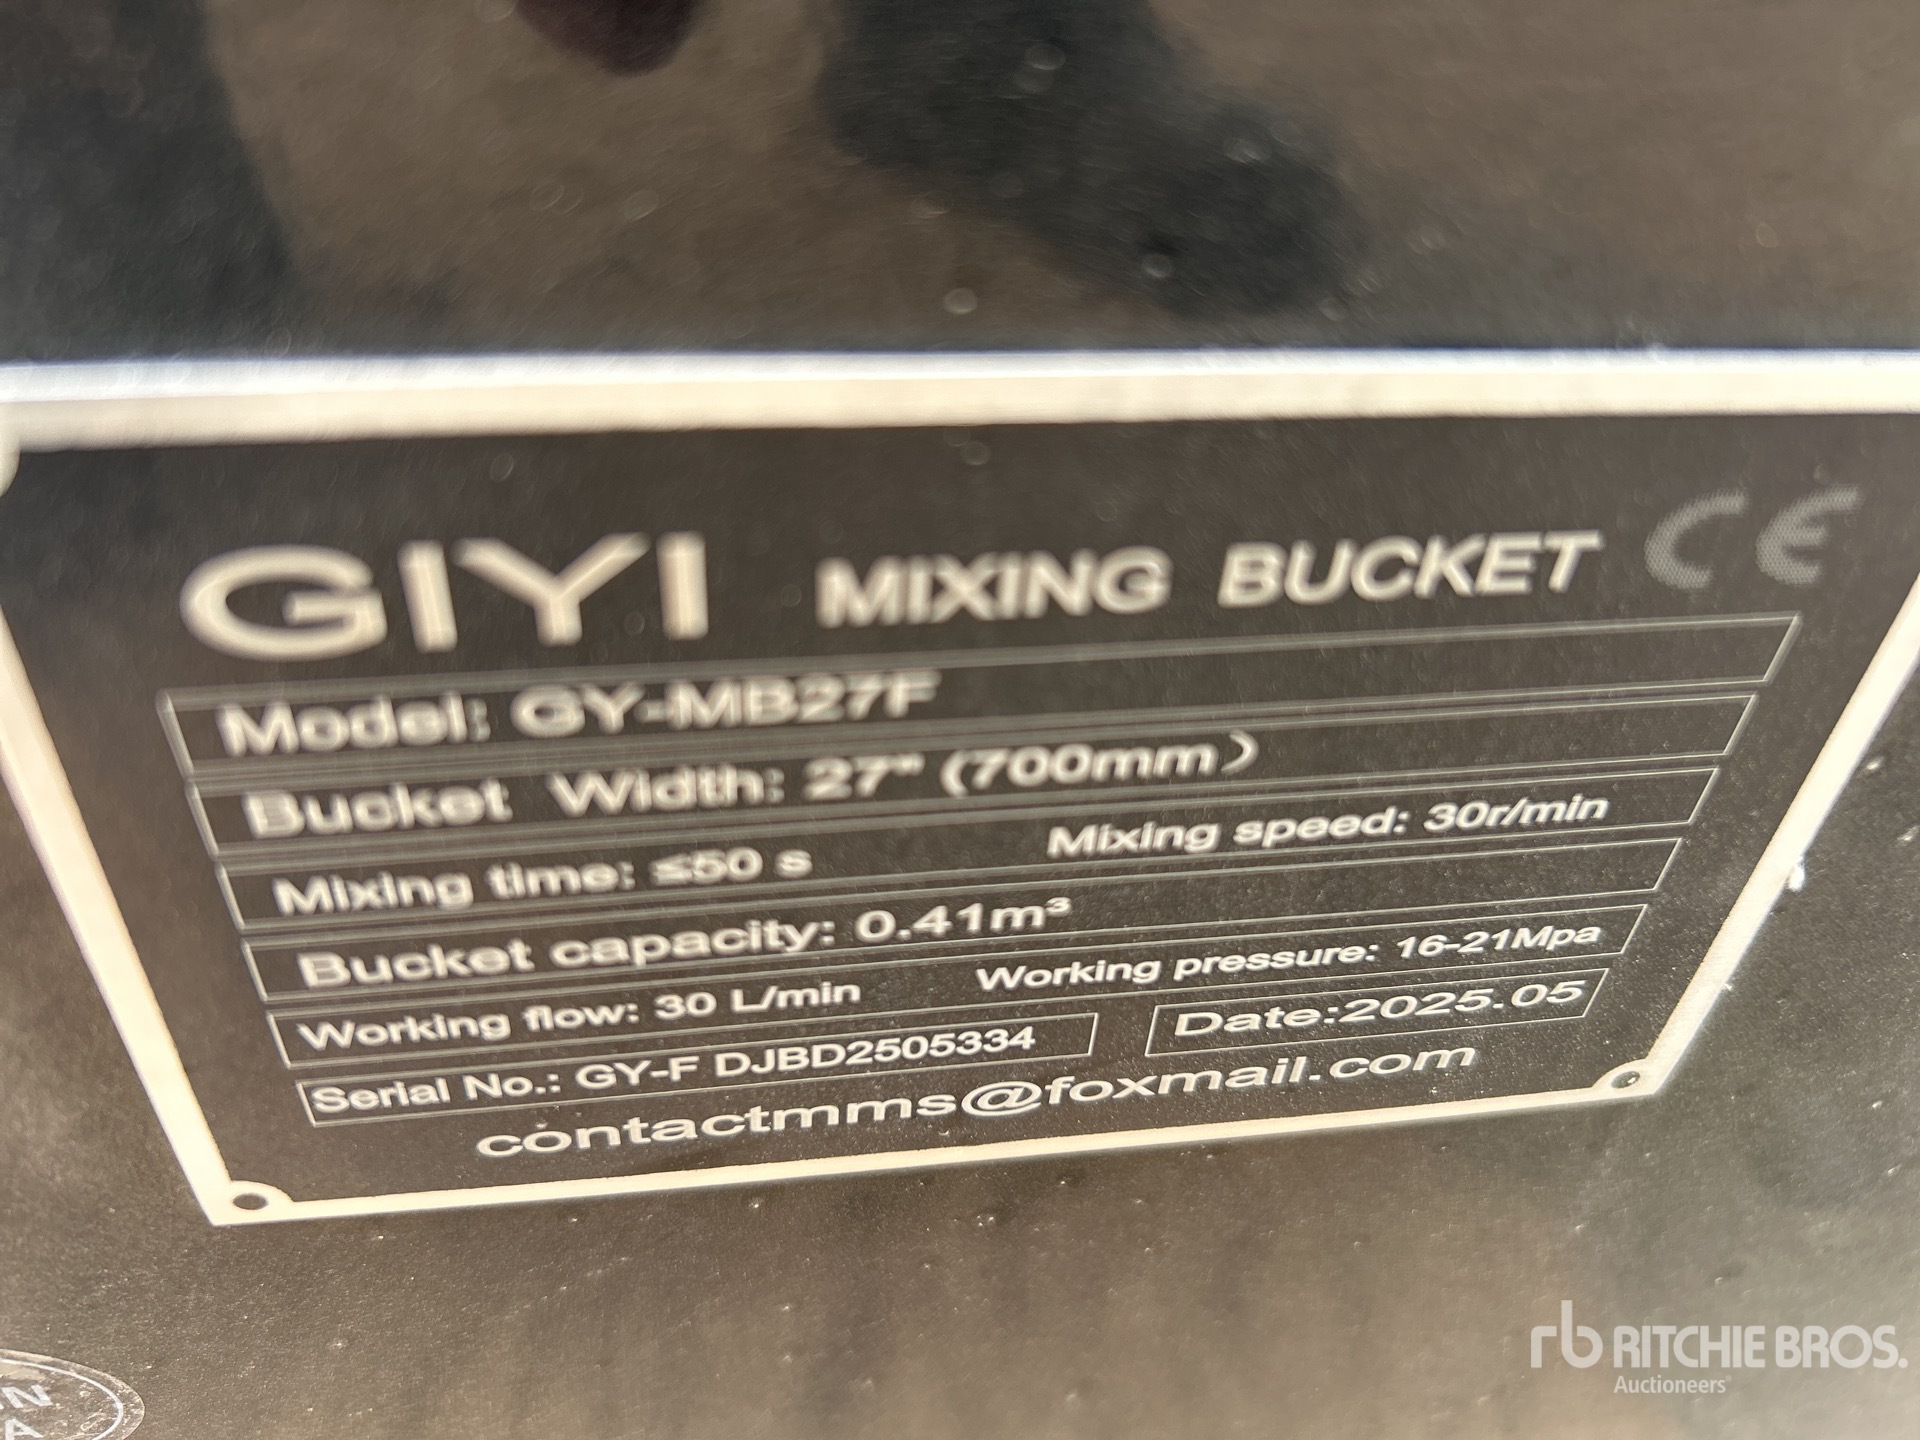 GIYI MIXING BUCKET CE
Model: GY-MB27F
Bucket Width: 27" (700mm)
Mixing time: ≤50 s Mixing speed: 30r/min
Bucket capacity: 0.41m³
Working flow: 30 L/min Working pressure: 16-21Mpa
Serial No.: GY-F DJBD2505334 Date:2025.05
contactmms@foxmail.com
rb RITCHIE BROS.
Auctioneers